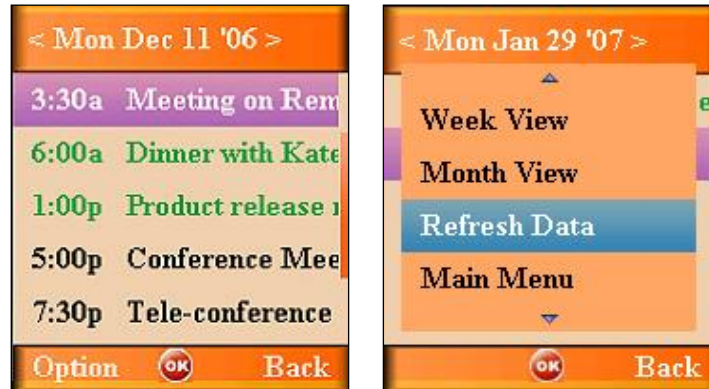 < Mon Dec 11 '06 >
3:30a Meeting on Rem
6:00a Dinner with Kate
1:00p Product release
5:00p Conference Mee
7:30p Tele-conference
Option OK Back
< Mon Jan 29 '07 >
Week View
Month View
Refresh Data
Main Menu
OK Back